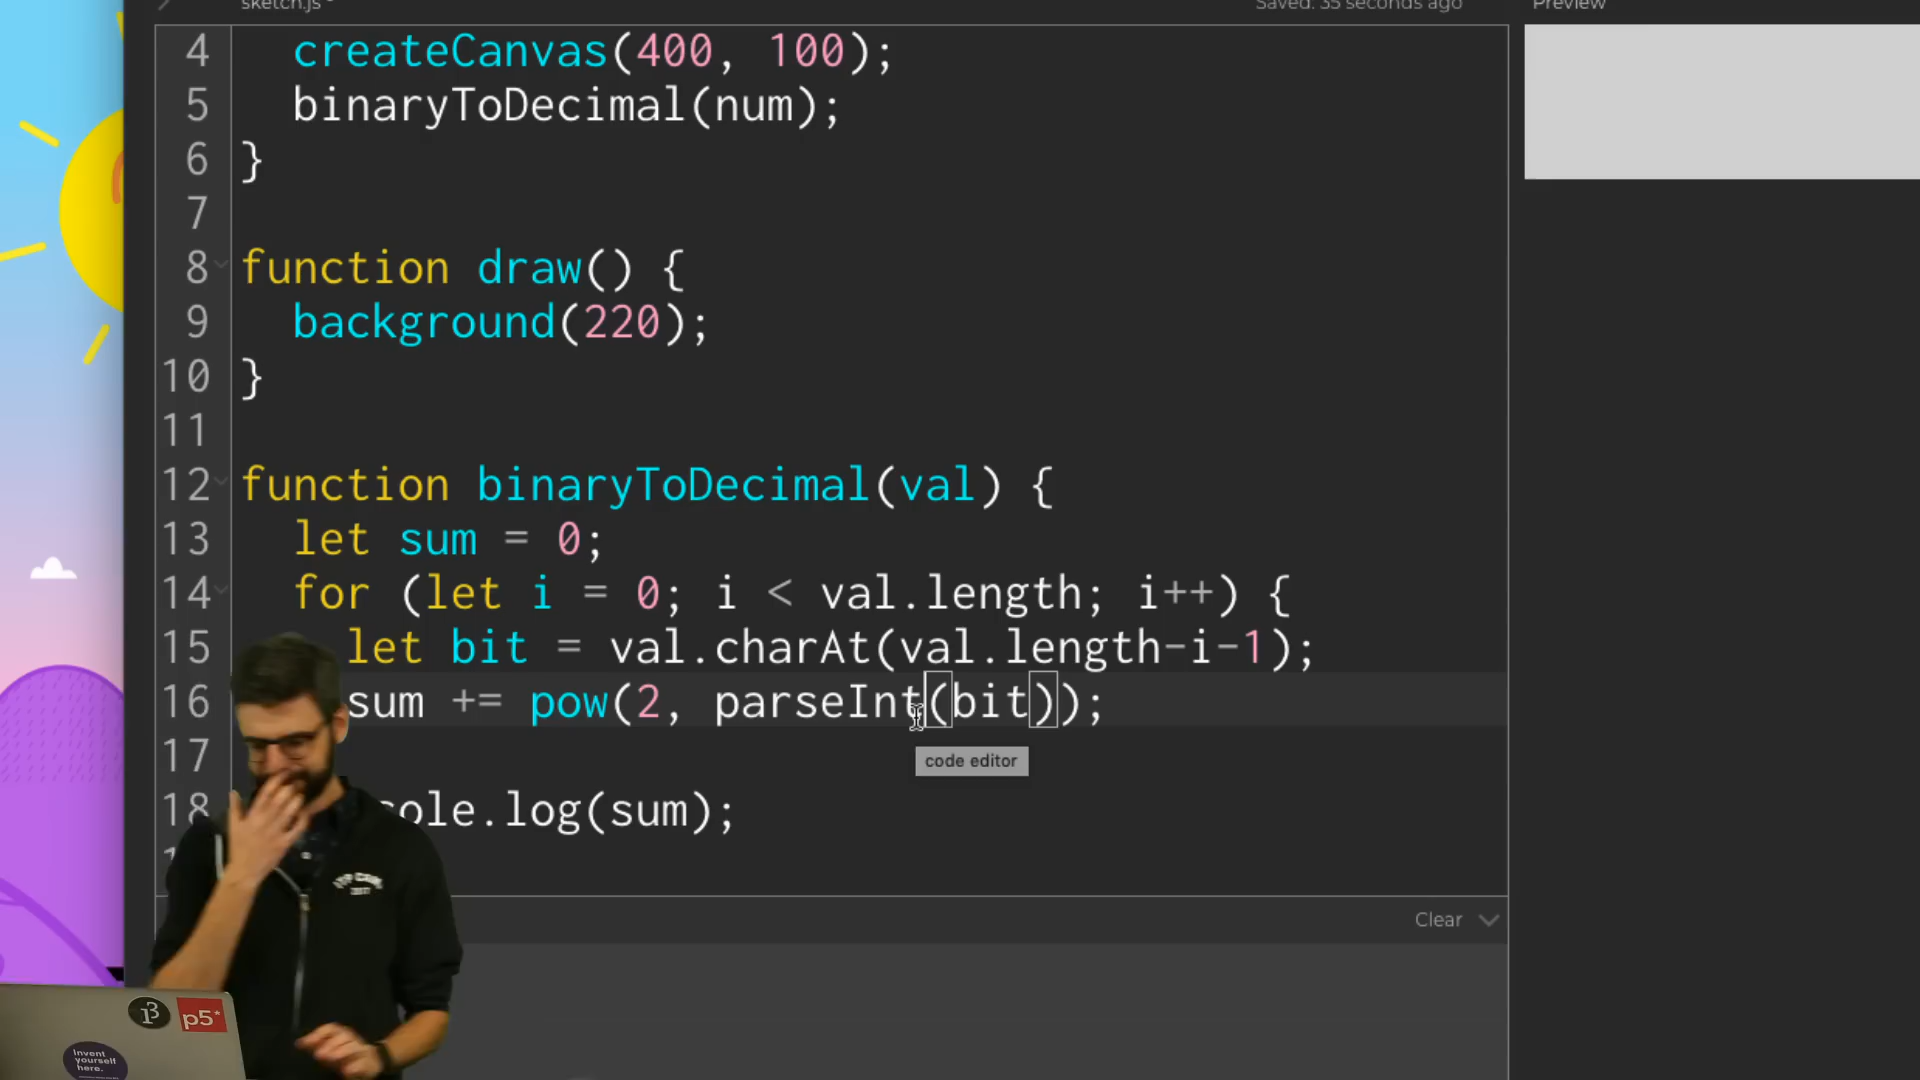 sketch.js
Saved: 35 seconds ago
Preview
4 createCanvas(400, 100);
5 binaryToDecimal(num);
6 }
7
8 function draw() {
9 background(220);
10 }
11
12 function binaryToDecimal(val) {
13 let sum = 0;
14 for (let i = 0; i < val.length; i++) {
15 let bit = val.charAt(val.length-i-1);
16 sum += pow(2, parseInt(bit));
17
code editor
18 sole.log(sum);
Clear
p5*
Invent
yourself
here.